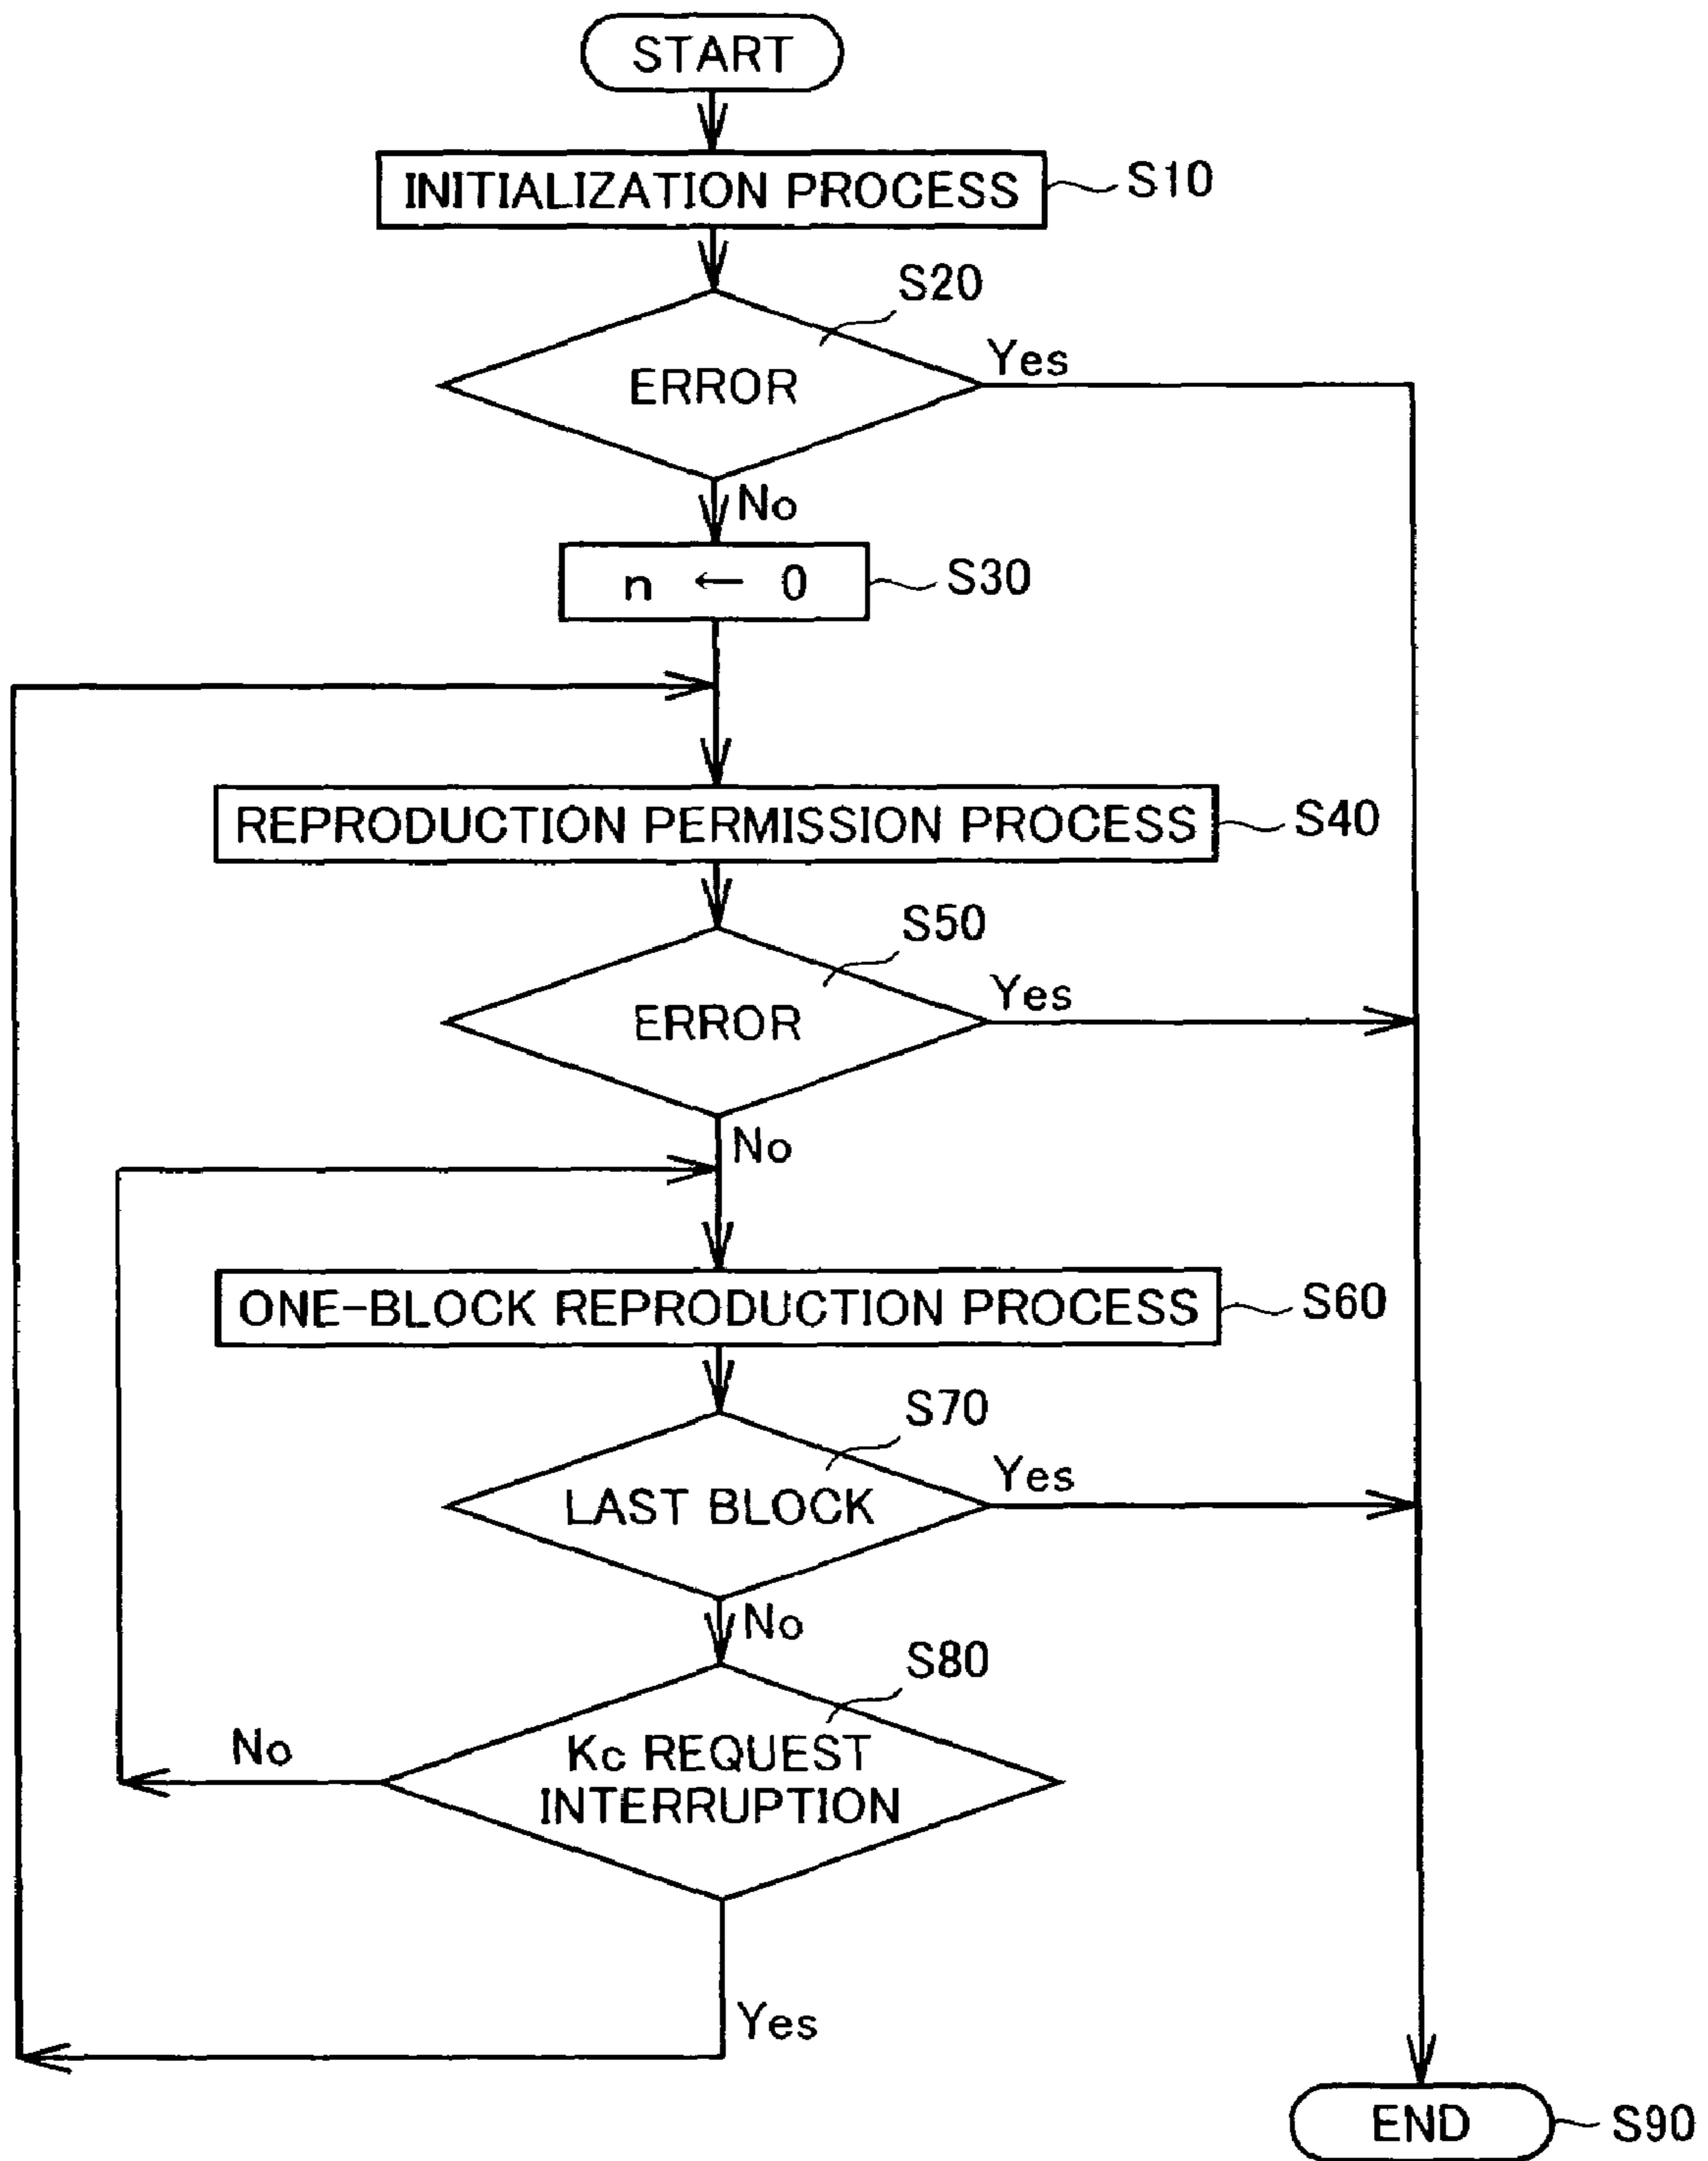 START
INITIALIZATION PROCESS
S10
S20
ERROR
Yes
No
n ← 0
S30
REPRODUCTION PERMISSION PROCESS
S40
S50
ERROR
Yes
No
ONE-BLOCK REPRODUCTION PROCESS
S60
S70
LAST BLOCK
Yes
No
S80
Kc REQUEST
INTERRUPTION
No
Yes
END
S90